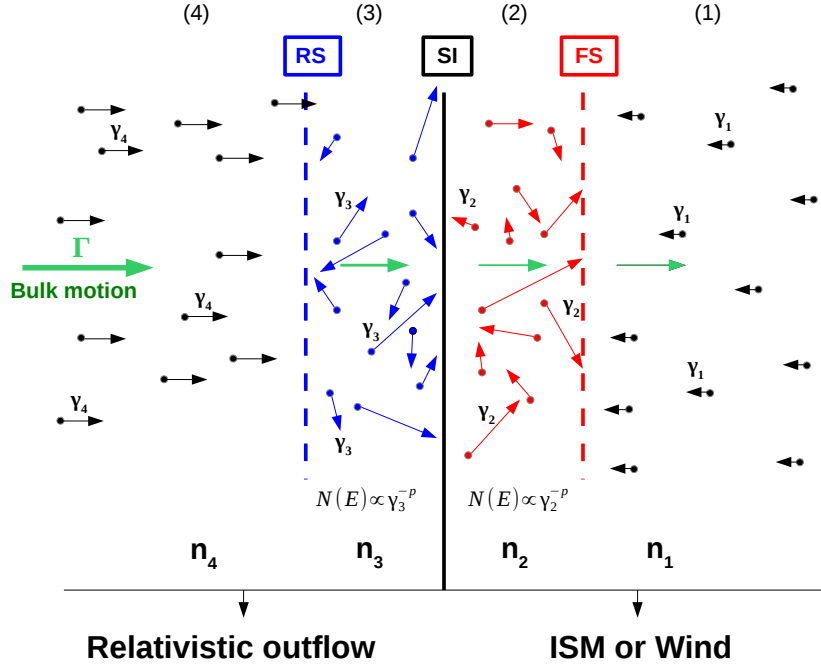 (4) (3) (2) (1)
RS SI FS
γ1
γ4
γ2
γ3
γ1
Γ
Bulk motion
γ4
γ3
γ2
γ1
γ4
γ2
γ3
N(E)∝γ3^-p N(E)∝γ2^-p
n4 n3 n2 n1
Relativistic outflow ISM or Wind